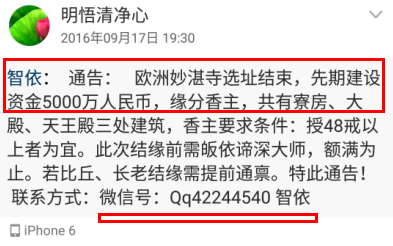 明悟清净心
2016年09月17日 19:30
智依： 通告：  欧洲妙湛寺选址结束，先期建设
资金5000万人民币，缘分香主，共有寮房、大
殿、天王殿三处建筑，香主要求条件：授48戒以
上者为宜。此次结缘前需皈依谛深大师，额满为
止。若比丘、长老结缘需提前通禀。特此通告！
联系方式：微信号：Qq42244540 智依
iPhone 6